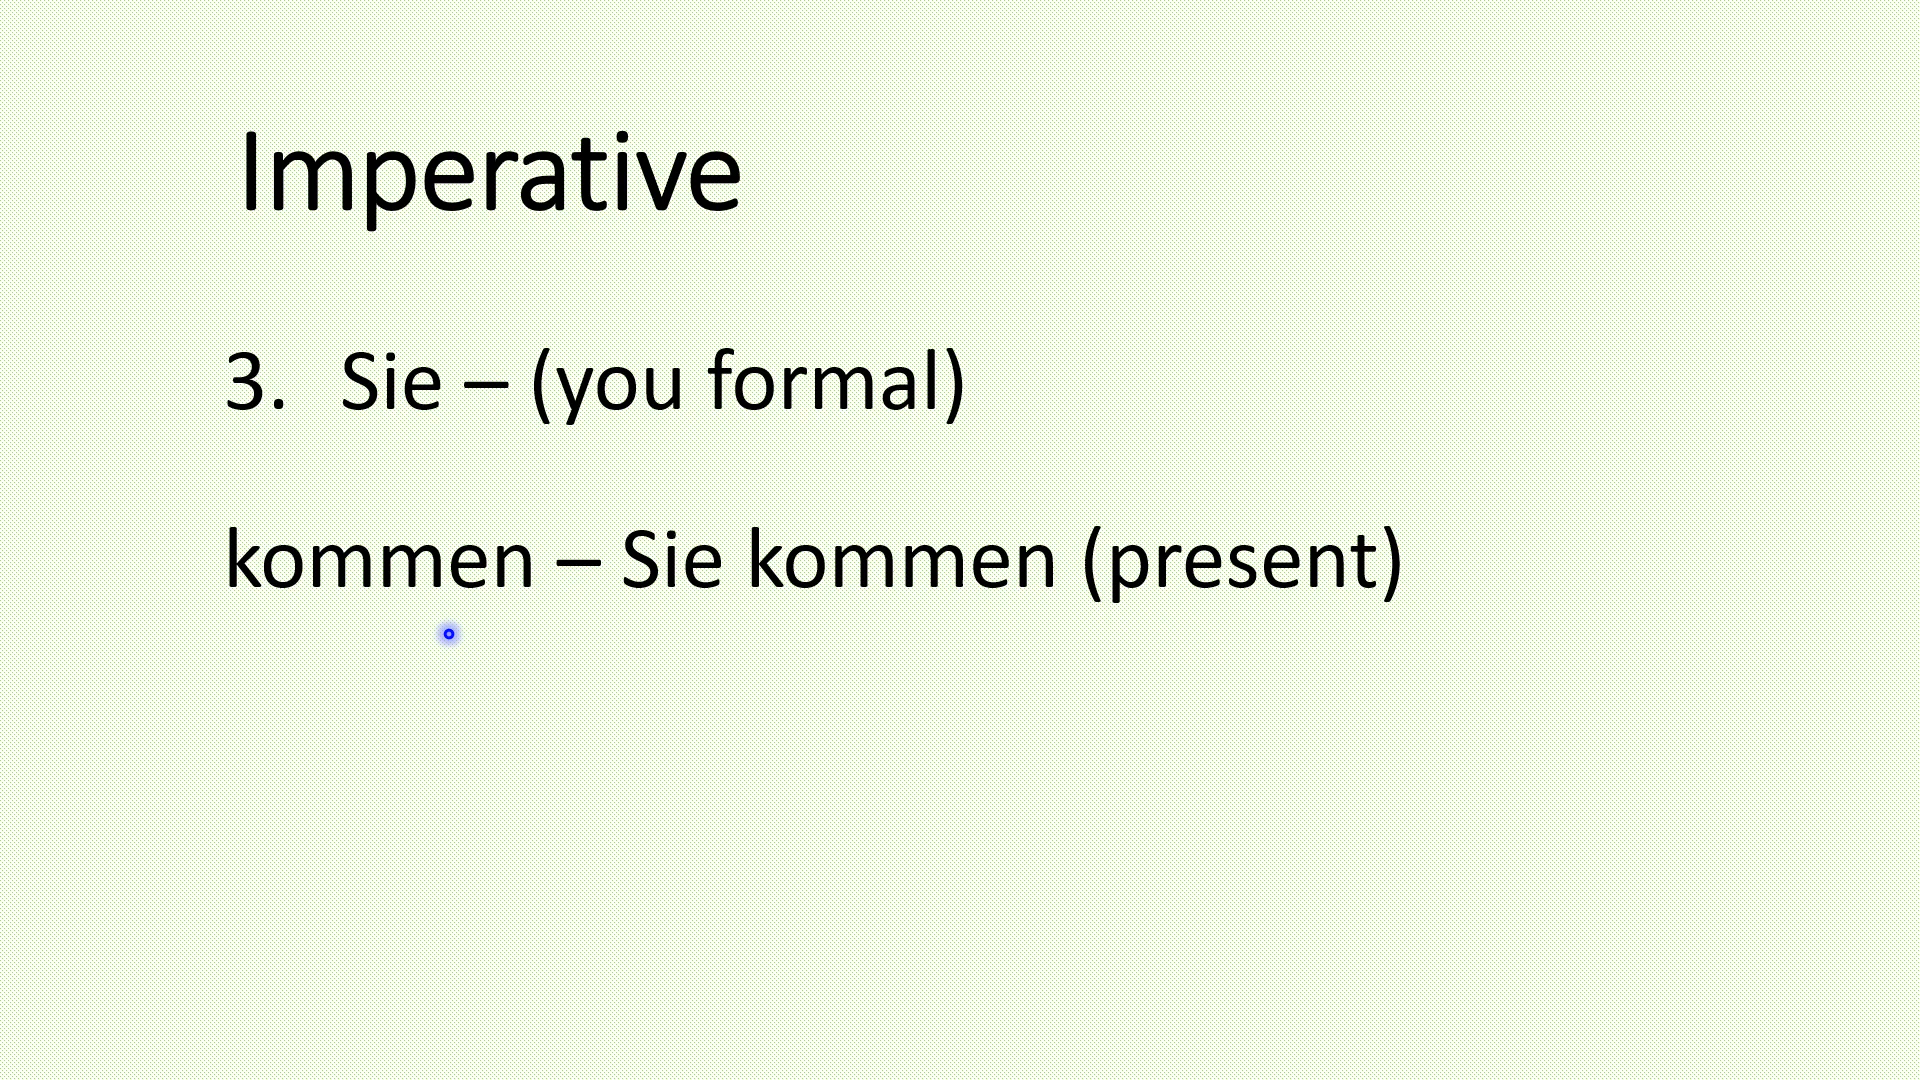 Imperative
3. Sie – (you formal)
kommen – Sie kommen (present)